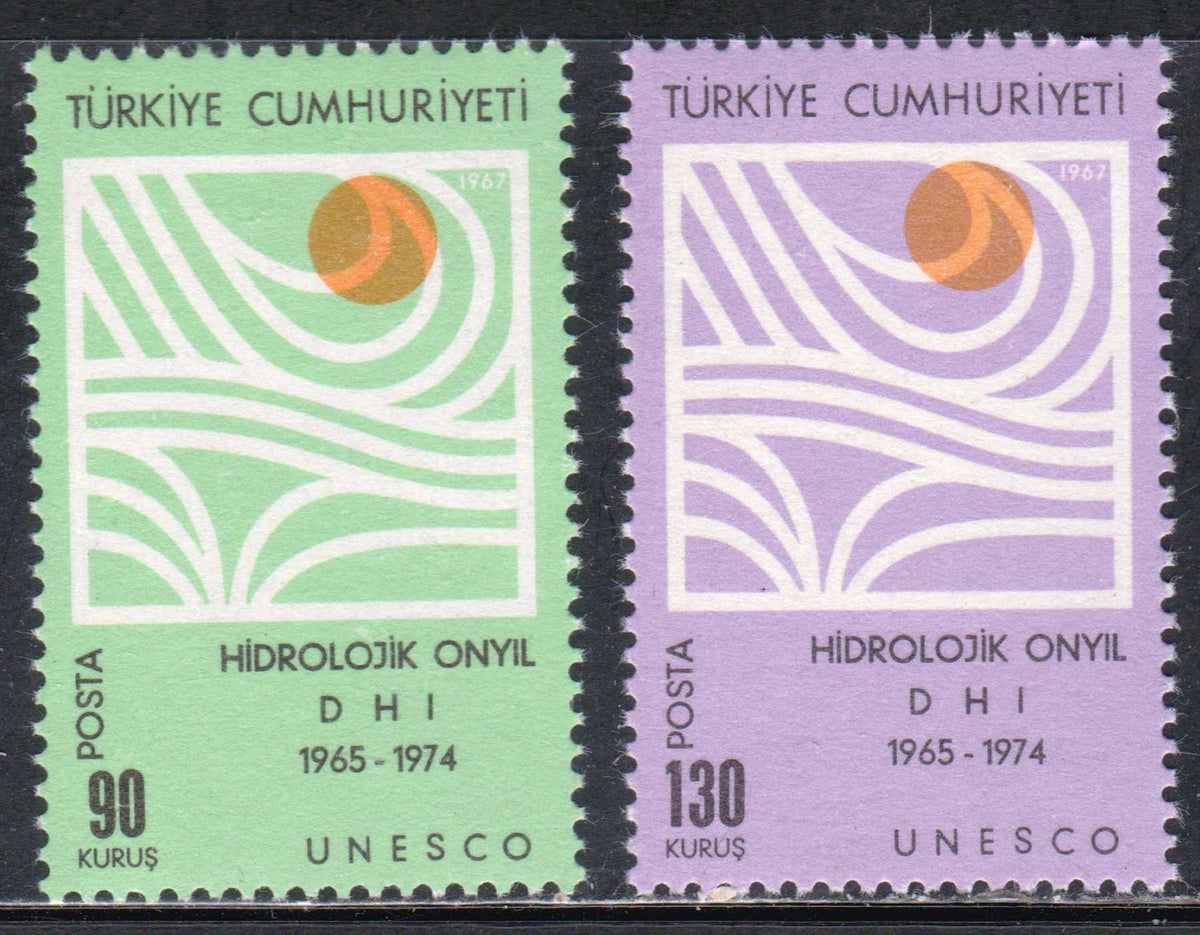 TÜRKİYE CUMHURİYETİ
1967
HİDROLOJİK ONYIL
D H I
1965 - 1974
POSTA
90
KURUŞ
UNESCO
TÜRKİYE CUMHURİYETİ
1967
HİDROLOJİK ONYIL
D H I
1965 - 1974
POSTA
130
KURUŞ
UNESCO